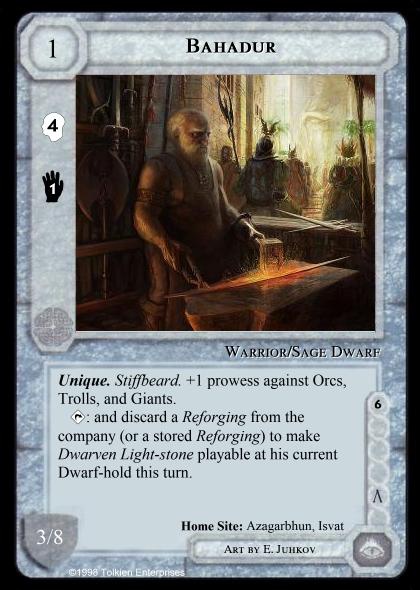 1
BAHADUR
4
1
WARRIOR/SAGE DWARF
Unique. Stiffbeard. +1 prowess against Orcs,
Trolls, and Giants.
: and discard a Reforging from the
company (or a stored Reforging) to make
Dwarven Light-stone playable at his current
Dwarf-hold this turn.
6
Home Site: Azagarbhun, Isvat
3/8
ART BY E. JUHKOV
©1998 Tolkien Enterprises